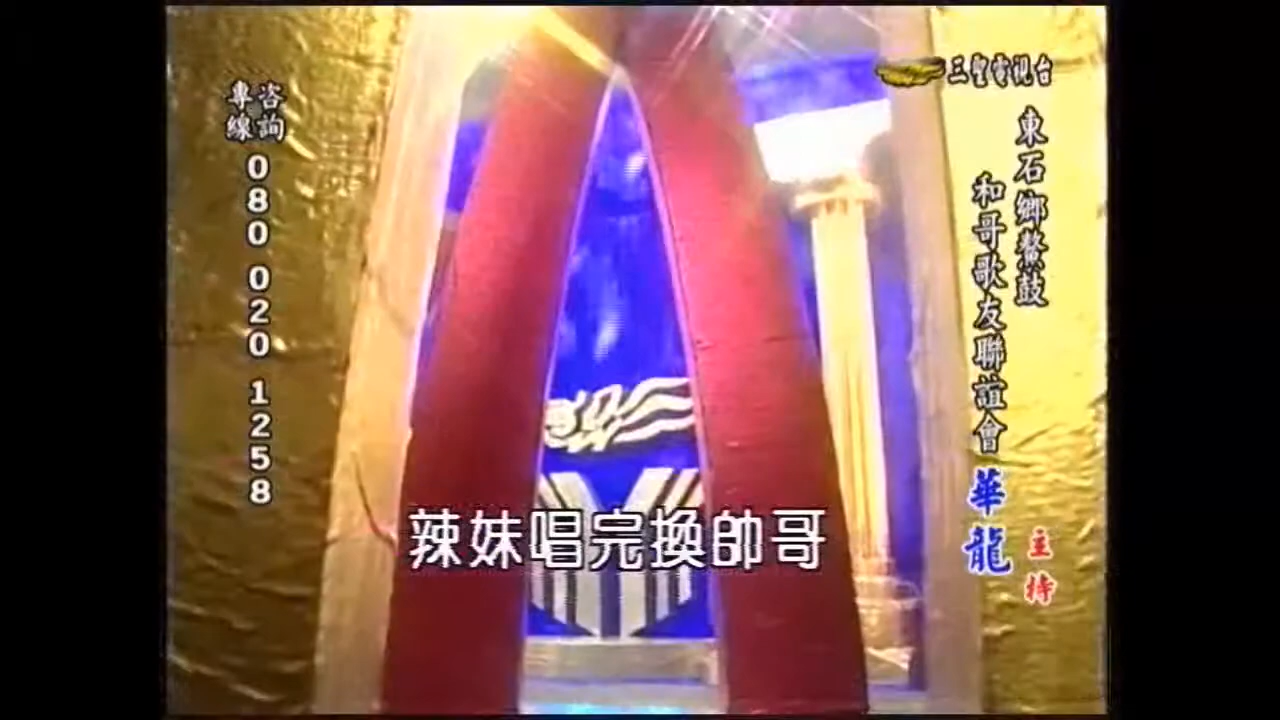 三聖電視台
東石鄉鰲鼓
和哥歌友聯誼會
華龍
主持
咨詢
專線
080 020 1258
辣妹唱完換帥哥